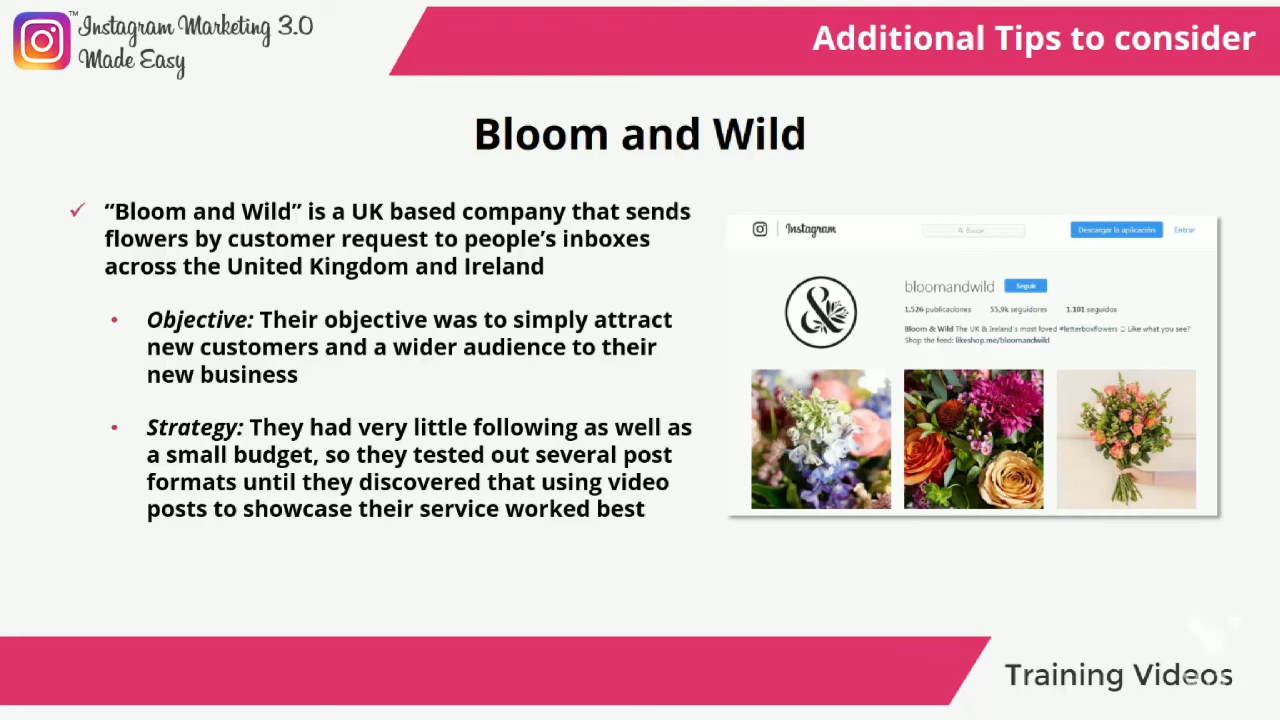 Instagram Marketing 3.0
Made Easy
™
Additional Tips to consider
Bloom and Wild
“Bloom and Wild” is a UK based company that sends
flowers by customer request to people’s inboxes
across the United Kingdom and Ireland
• Objective: Their objective was to simply attract
new customers and a wider audience to their
new business
• Strategy: They had very little following as well as
a small budget, so they tested out several post
formats until they discovered that using video
posts to showcase their service worked best
Instagram
Buscar
Descargar la aplicación
Entrar
&
bloomandwild
Seguir
1.526 publicaciones 55,9k seguidores 1.101 seguidos
Bloom & Wild The UK & Ireland's most loved #letterboxflowers Like what you see?
Shop the feed: likeshop.me/bloomandwild
Training Videos